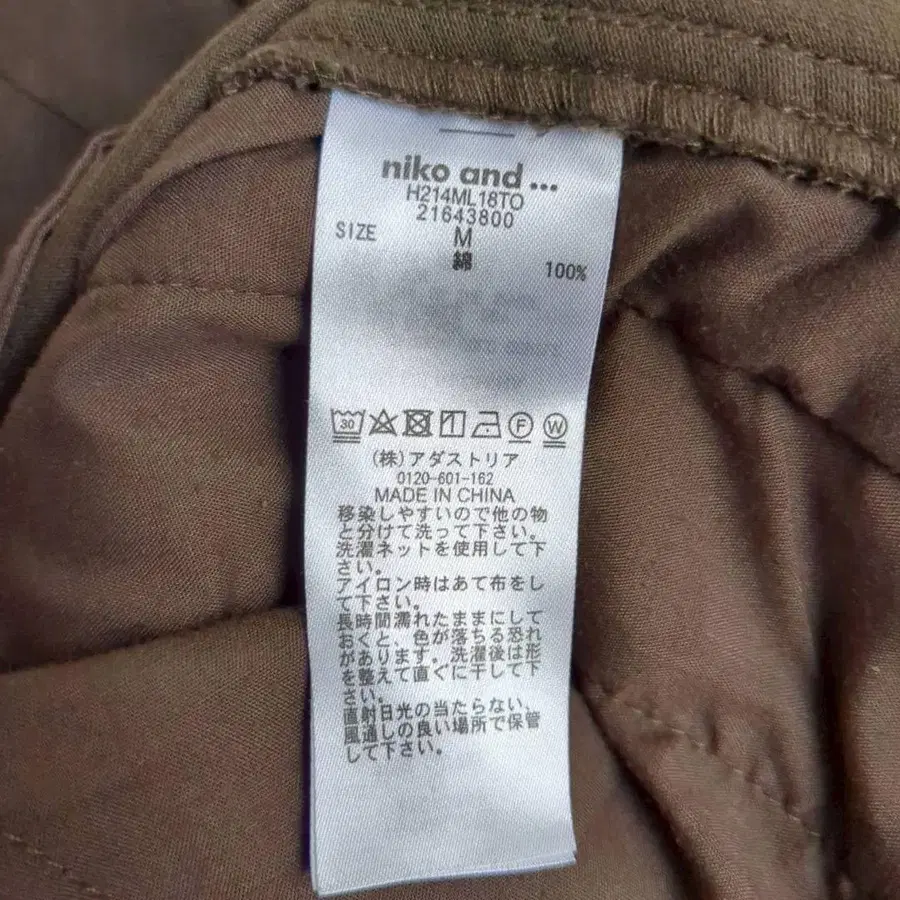 niko and ...
H214ML18TO
21643800
SIZE M
綿 100%
30
F W
(株)アダストリア
0120-601-162
MADE IN CHINA
移染しやすいので他の物
と分けて洗って下さい。
洗濯ネットを使用して下
さい。
アイロン時はあて布をし
て下さい。
長時間濡れたままにして
おくと、色が落ちる恐れ
があります。洗濯後は形
を整えて直ぐに干して下
さい。
直射日光の当たらない、
風通しの良い場所で保管
して下さい。